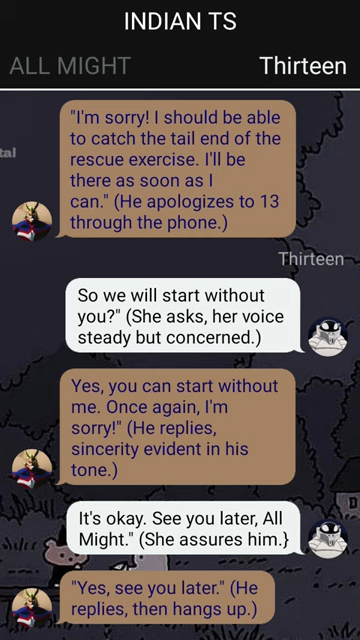 INDIAN TS
ALL MIGHT
Thirteen
"I'm sorry! I should be able
to catch the tail end of the
rescue exercise. I'll be
there as soon as I
can." (He apologizes to 13
through the phone.)
tal
Thirteen
So we will start without
you?" (She asks, her voice
steady but concerned.)
Yes, you can start without
me. Once again, I'm
sorry!" (He replies,
sincerity evident in his
tone.)
It's okay. See you later, All
Might." (She assures him.}
"Yes, see you later." (He
replies, then hangs up.)